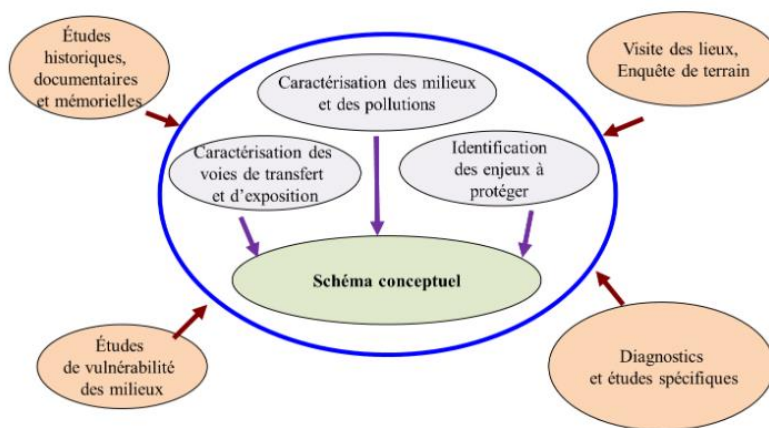 Études
historiques,
documentaires
et mémorielles
Caractérisation des milieux
et des pollutions
Visite des lieux,
Enquête de terrain
Caractérisation des
voies de transfert
et d’exposition
Identification
des enjeux à
protéger
Schéma conceptuel
Études
de vulnérabilité
des milieux
Diagnostics
et études spécifiques